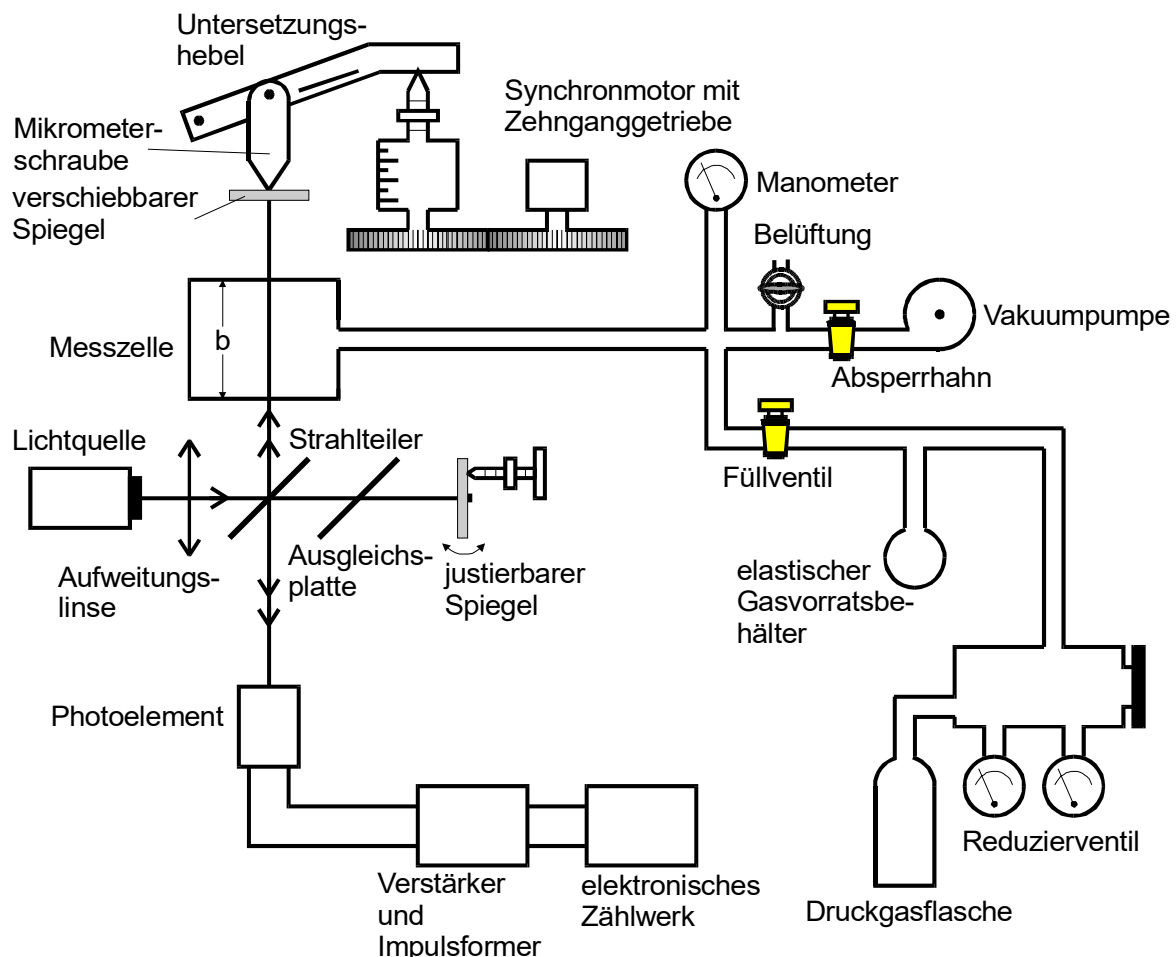 Untersetzungs-
hebel
Synchronmotor mit
Zehnganggetriebe
Mikrometer-
schraube
verschiebbarer
Spiegel
Manometer
Belüftung
Vakuumpumpe
Messzelle
b
Absperrhahn
Lichtquelle
Strahlteiler
Füllventil
Aufweitungs-
linse
Ausgleichs-
platte
justierbarer
Spiegel
elastischer
Gasvorratsbe-
hälter
Photoelement
Reduzierventil
Verstärker
und
Impulsformer
elektronisches
Zählwerk
Druckgasflasche